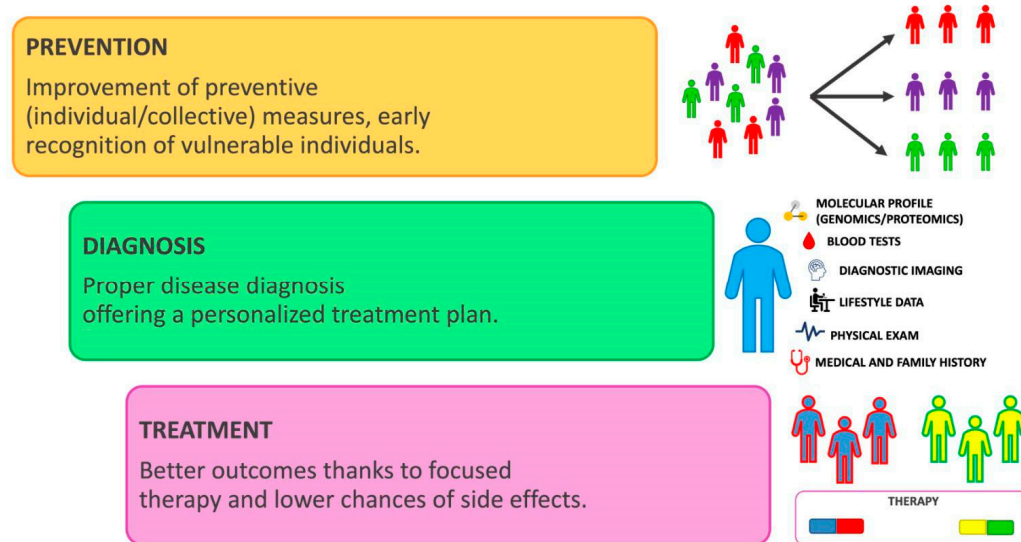 PREVENTION
Improvement of preventive
(individual/collective) measures, early
recognition of vulnerable individuals.
DIAGNOSIS
Proper disease diagnosis
offering a personalized treatment plan.
MOLECULAR PROFILE
(GENOMICS/PROTEOMICS)
BLOOD TESTS
DIAGNOSTIC IMAGING
LIFESTYLE DATA
PHYSICAL EXAM
MEDICAL AND FAMILY HISTORY
TREATMENT
Better outcomes thanks to focused
therapy and lower chances of side effects.
THERAPY